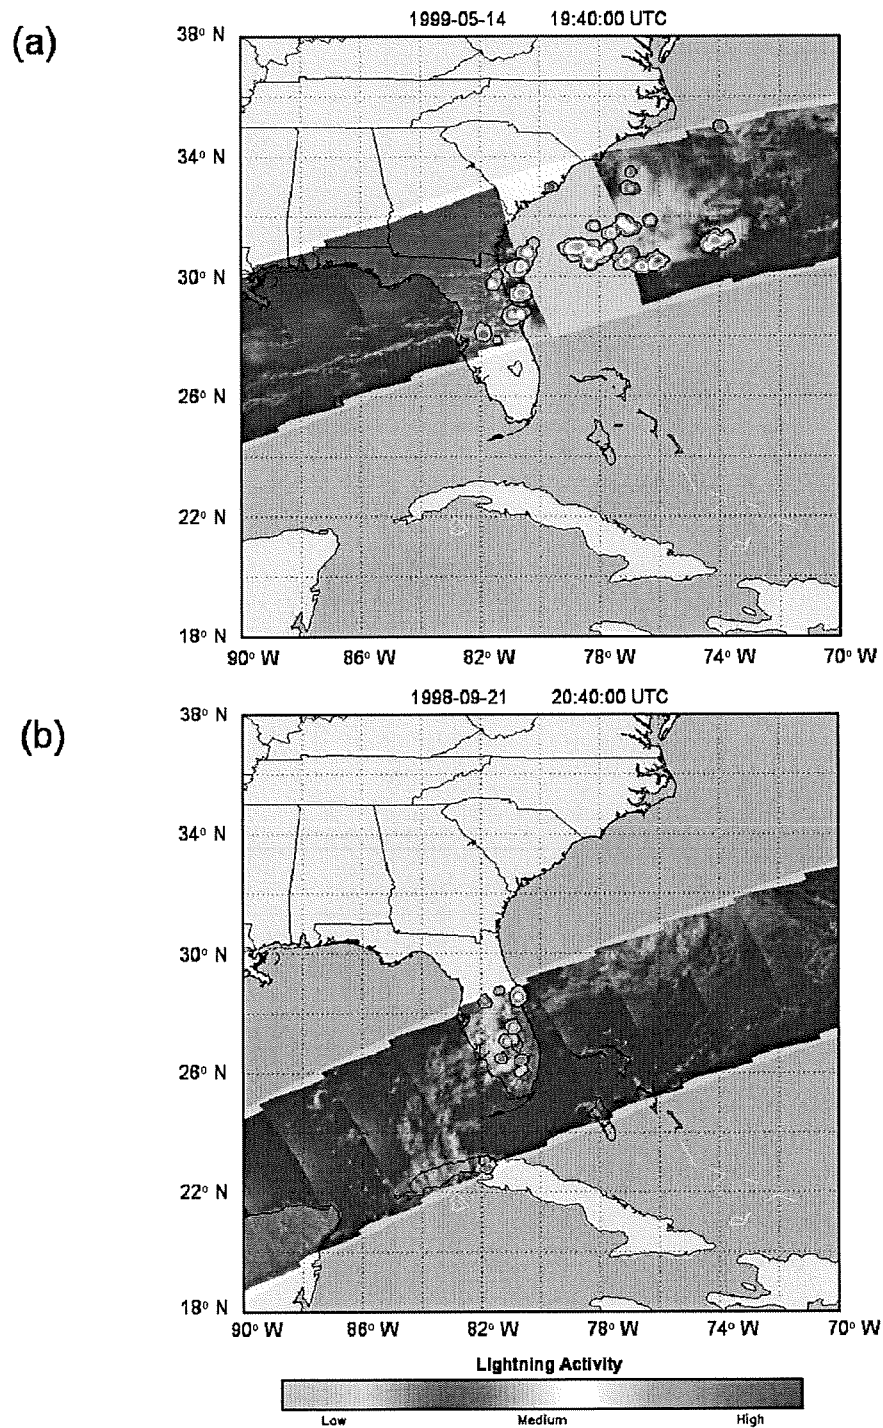 (a)
1999-05-14 19:40:00 UTC
38° N
34° N
30° N
26° N
22° N
18° N
90° W 86° W 82° W 78° W 74° W 70° W
(b)
1998-09-21 20:40:00 UTC
38° N
34° N
30° N
26° N
22° N
18° N
90° W 86° W 82° W 78° W 74° W 70° W
Lightning Activity
Low Medium High